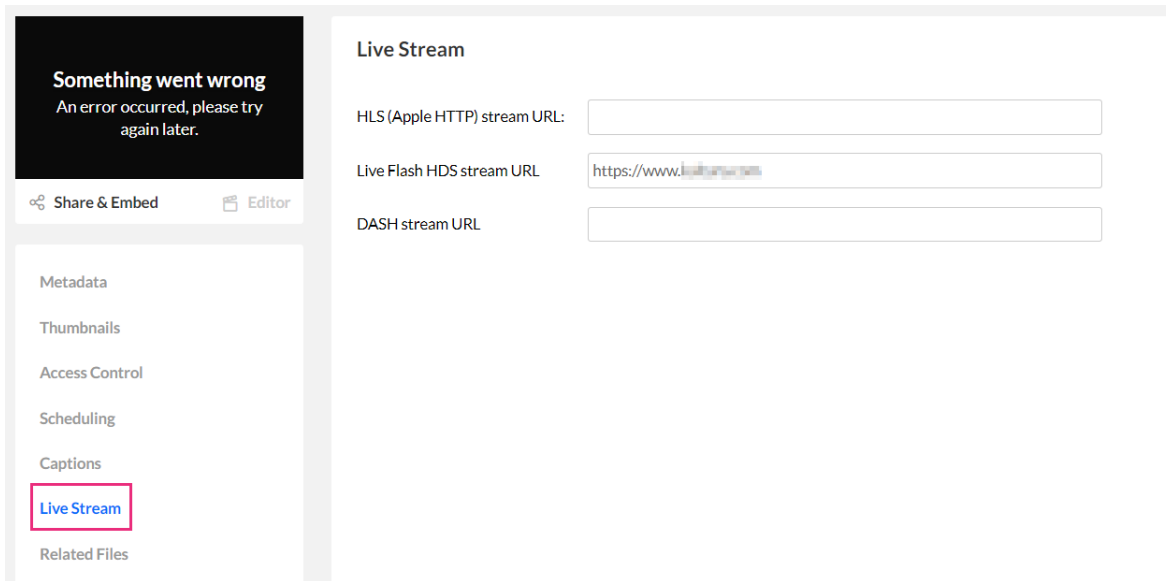 Something went wrong
An error occurred, please try
again later.
Share & Embed
Editor
Metadata
Thumbnails
Access Control
Scheduling
Captions
Live Stream
Related Files
Live Stream
HLS (Apple HTTP) stream URL:
Live Flash HDS stream URL
https://www.
DASH stream URL